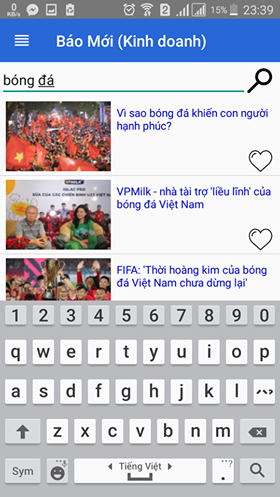 0
KB/s
23:39
Báo Mới (Kinh doanh)
bóng đá
Vì sao bóng đá khiến con người
hạnh phúc?
VPMilk - nhà tài trợ 'liều lĩnh' của
bóng đá Việt Nam
FIFA: 'Thời hoàng kim của bóng
đá Việt Nam chưa dừng lại'
1 2 3 4 5 6 7 8 9 0
q w e r t y u i o p
a s d f g h j k l
z x c v b n m
Sym Tiếng Việt . ...?